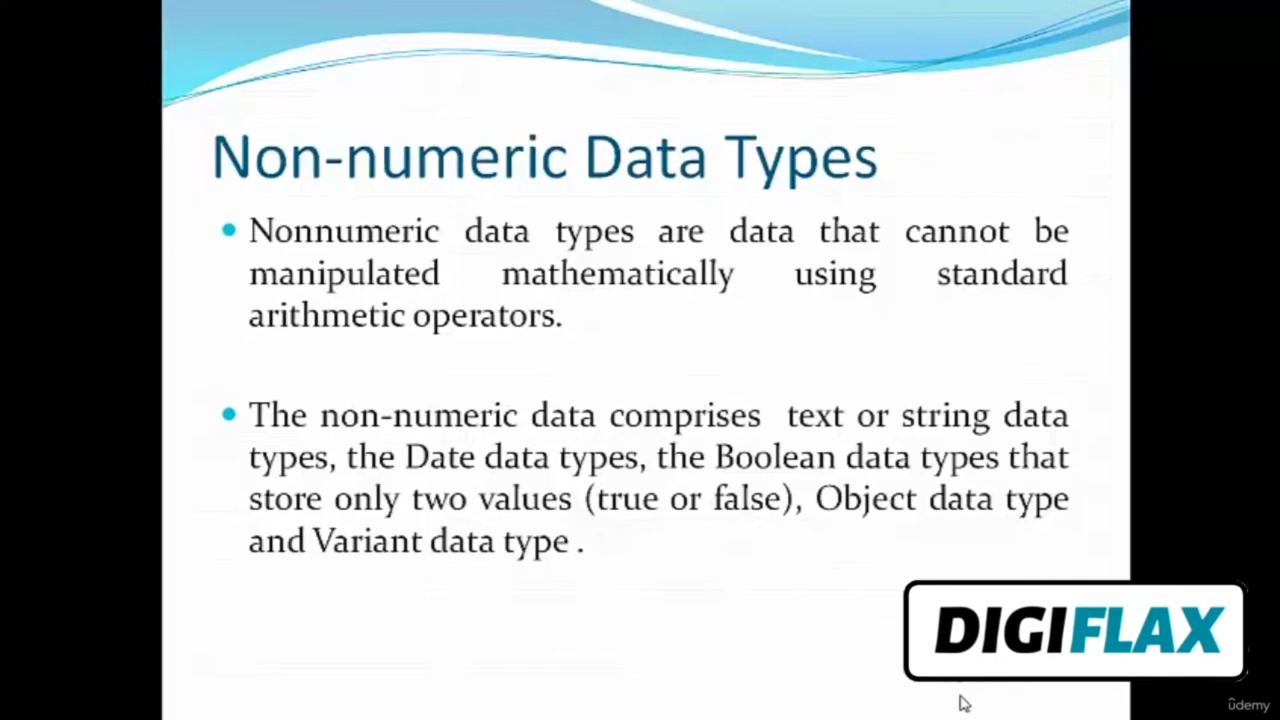 Non-numeric Data Types
Nonnumeric data types are data that cannot be
manipulated mathematically using standard
arithmetic operators.
The non-numeric data comprises text or string data
types, the Date data types, the Boolean data types that
store only two values (true or false), Object data type
and Variant data type .
DIGIFLAX
ûdemy